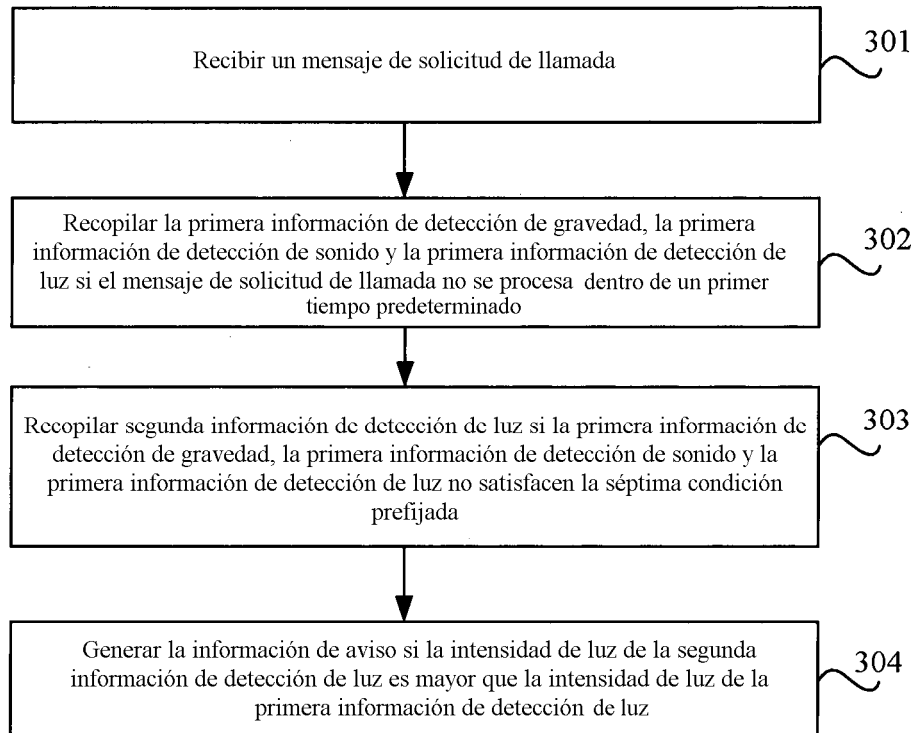 Recibir un mensaje de solicitud de llamada
301
Recopilar la primera información de detección de gravedad, la primera
información de detección de sonido y la primera información de detección de
luz si el mensaje de solicitud de llamada no se procesa dentro de un primer
tiempo predeterminado
302
Recopilar segunda información de detección de luz si la primera información de
detección de gravedad, la primera información de detección de sonido y la
primera información de detección de luz no satisfacen la séptima condición
prefijada
303
Generar la información de aviso si la intensidad de luz de la segunda
información de detección de luz es mayor que la intensidad de luz de la
primera información de detección de luz
304